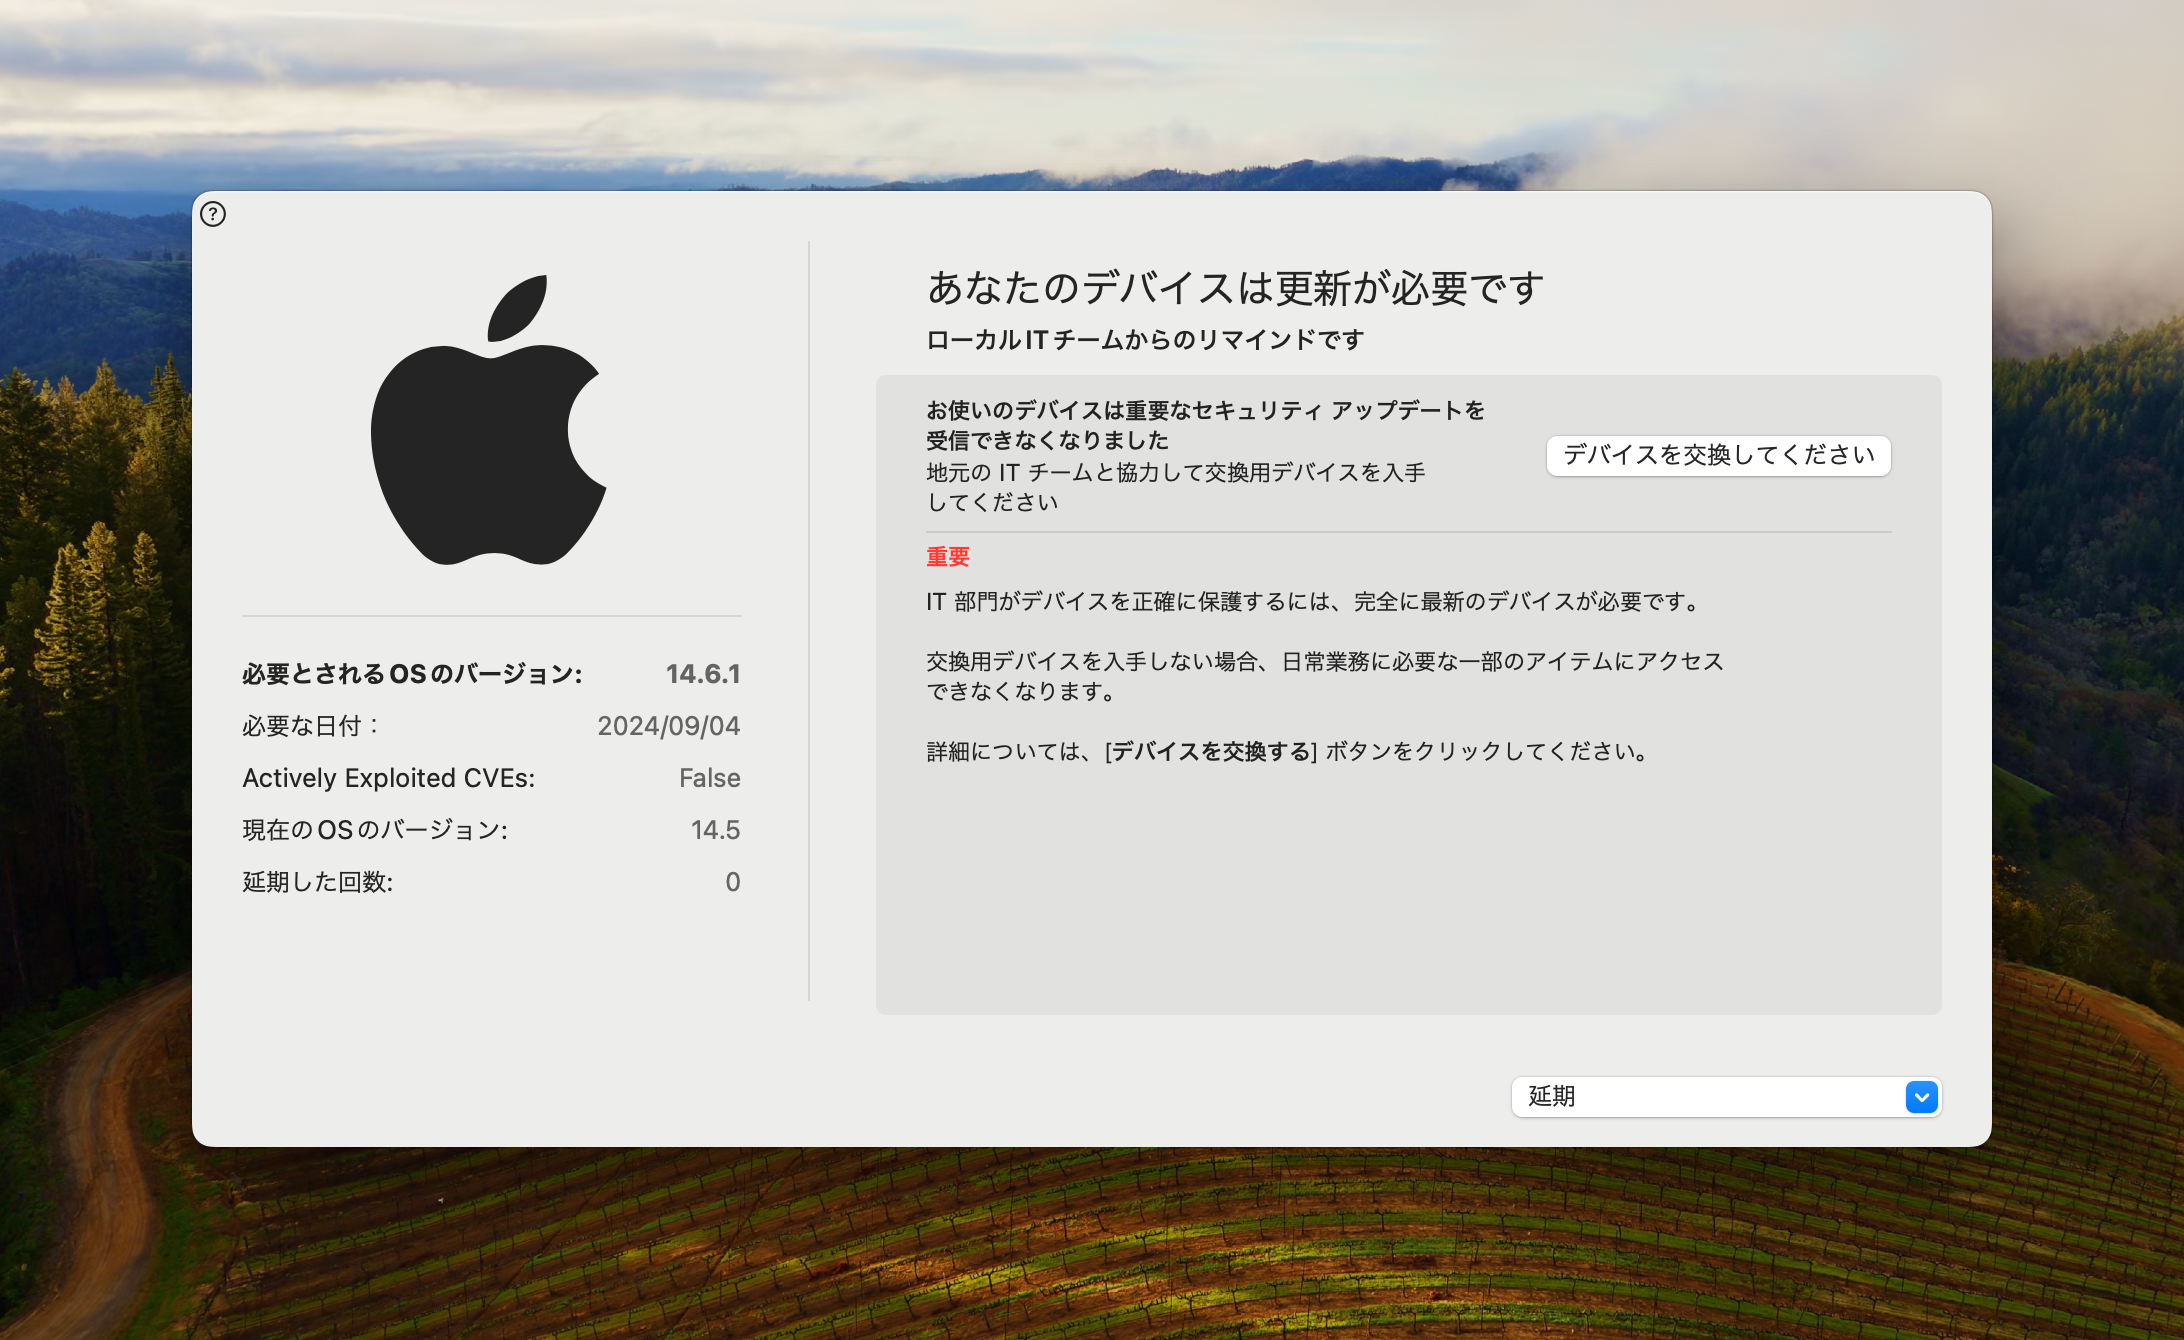 ?
あなたのデバイスは更新が必要です
ローカルITチームからのリマインドです
お使いのデバイスは重要なセキュリティ アップデートを
受信できなくなりました
地元の IT チームと協力して交換用デバイスを入手
してください
デバイスを交換してください
重要
IT 部門がデバイスを正確に保護するには、完全に最新のデバイスが必要です。
交換用デバイスを入手しない場合、日常業務に必要な一部のアイテムにアクセス
できなくなります。
詳細については、[デバイスを交換する] ボタンをクリックしてください。
必要とされるOSのバージョン: 14.6.1
必要な日付： 2024/09/04
Actively Exploited CVEs: False
現在のOSのバージョン: 14.5
延期した回数: 0
延期